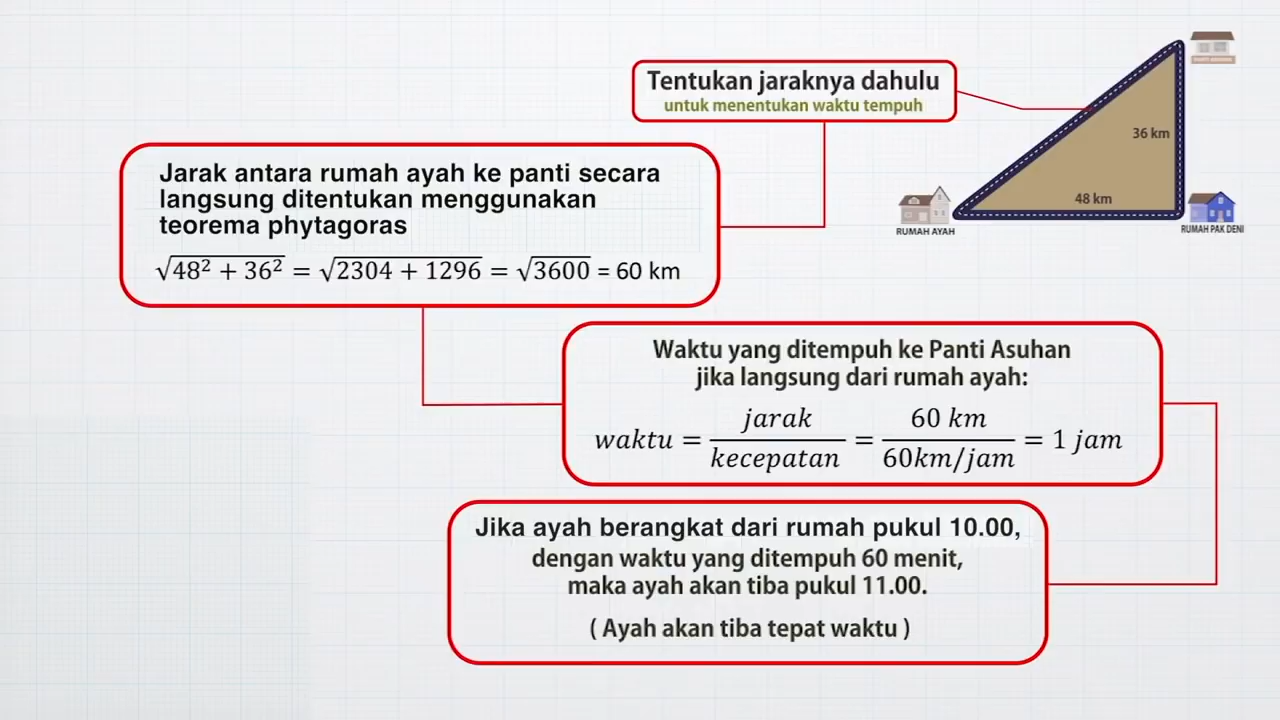 Tentukan jaraknya dahulu
untuk menentukan waktu tempuh
PANTI ASUHAN
36 km
48 km
RUMAH AYAH
RUMAH PAK DENI
Jarak antara rumah ayah ke panti secara
langsung ditentukan menggunakan
teorema phytagoras
√48² + 36² = √2304 + 1296 = √3600 = 60 km
Waktu yang ditempuh ke Panti Asuhan
jika langsung dari rumah ayah:
waktu = jarak / kecepatan = 60 km / 60km/jam = 1 jam
Jika ayah berangkat dari rumah pukul 10.00,
dengan waktu yang ditempuh 60 menit,
maka ayah akan tiba pukul 11.00.
( Ayah akan tiba tepat waktu )